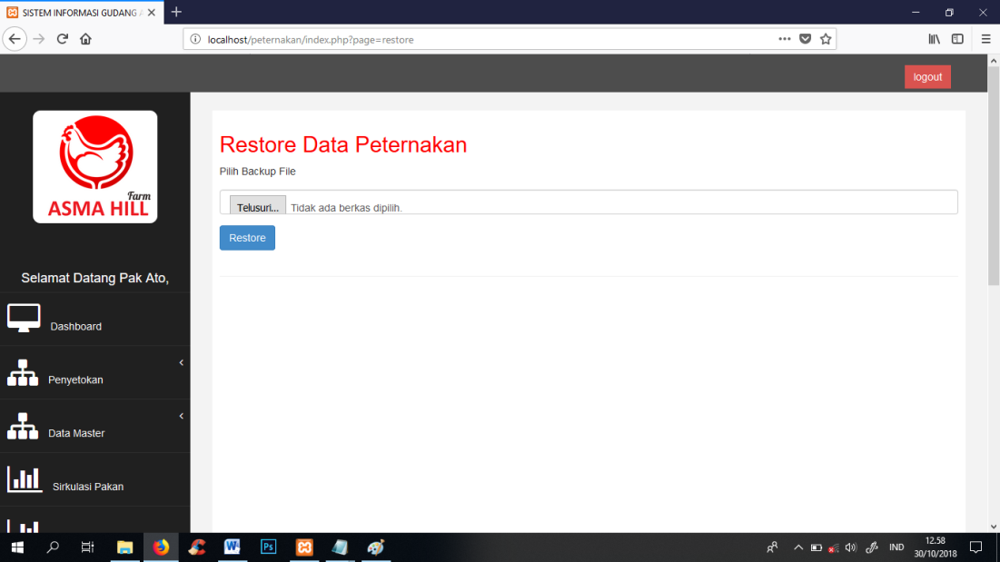 SISTEM INFORMASI GUDANG
localhost/peternakan/index.php?page=restore
logout
Farm
ASMA HILL
Selamat Datang Pak Ato,
Dashboard
Penyetokan
Data Master
Sirkulasi Pakan
Restore Data Peternakan
Pilih Backup File
Telusuri... Tidak ada berkas dipilih.
Restore
W
Ps
IND
12.58
30/10/2018